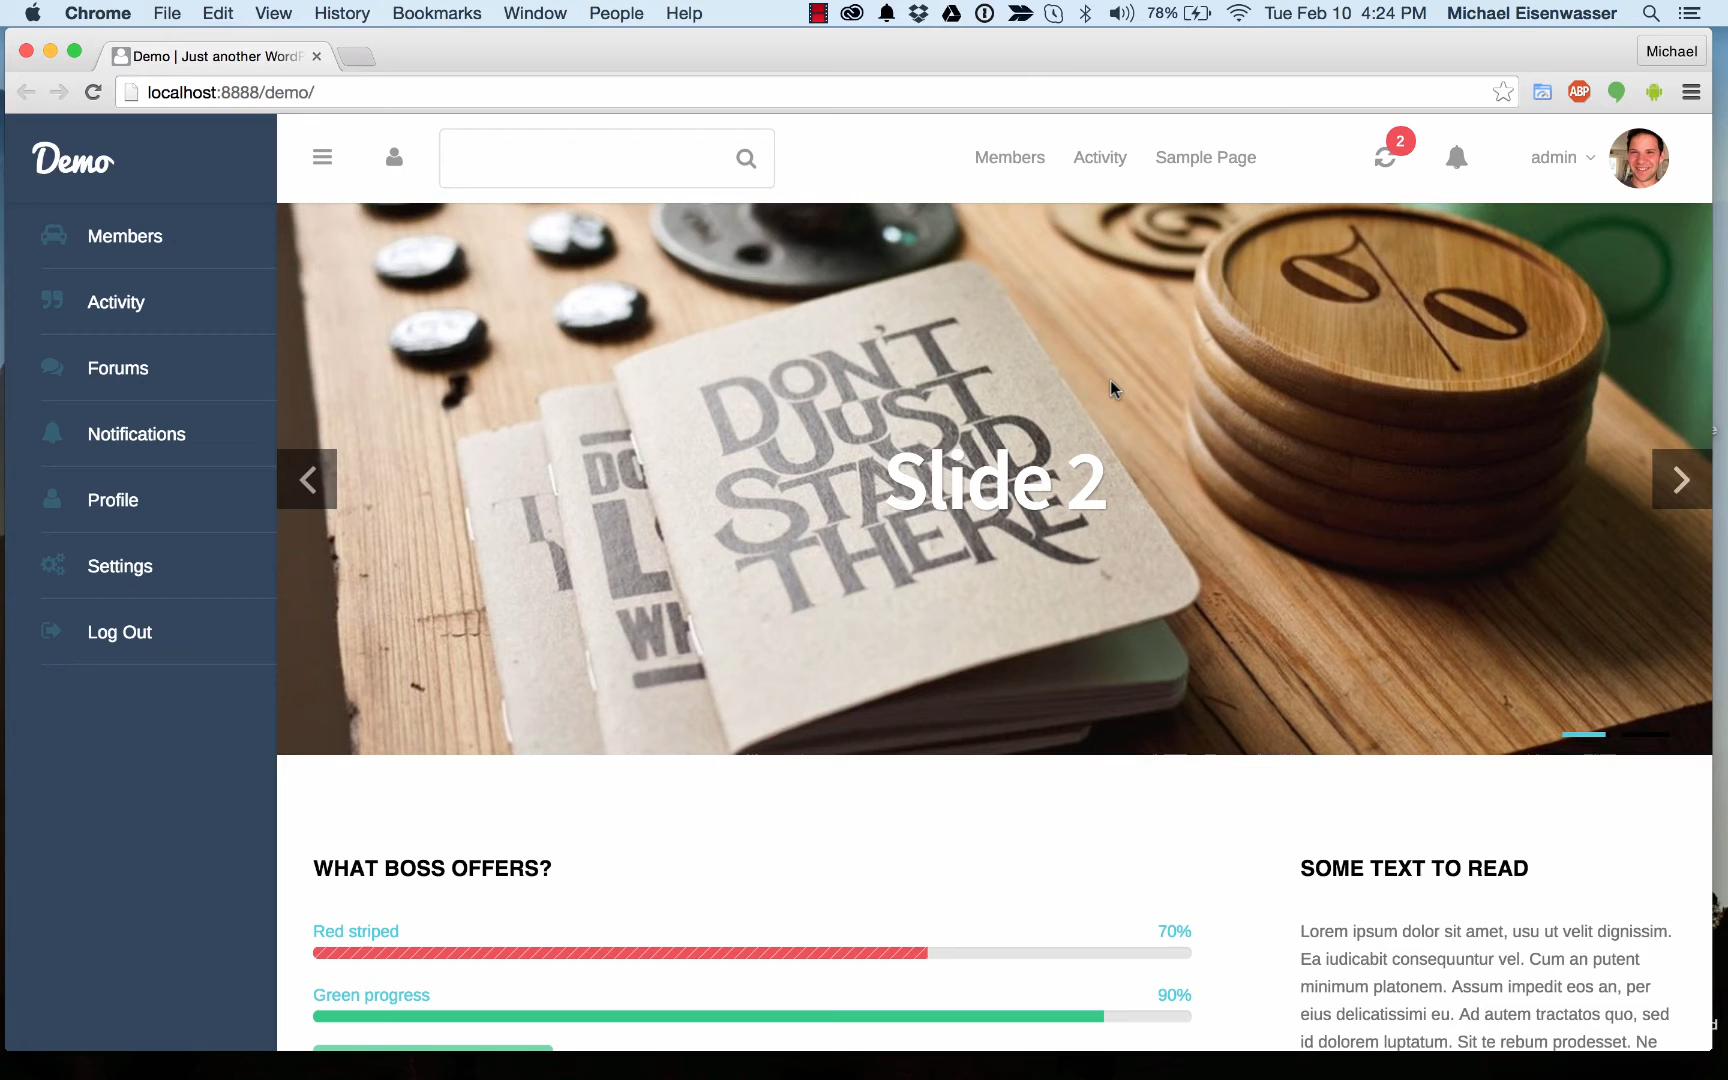 Chrome File Edit View History Bookmarks Window People Help 78% Tue Feb 10 4:24 PM Michael Eisenwasser
Demo | Just another WordP
Michael
localhost:8888/demo/
ABP
Demo
Members Activity Sample Page
2
admin
Members
Activity
Forums
Notifications
Profile
Settings
Log Out
DON'T
JUST
STAND
THERE
%
Slide 2
WHAT BOSS OFFERS?
Red striped 70%
Green progress 90%
SOME TEXT TO READ
Lorem ipsum dolor sit amet, usu ut velit dignissim.
Ea iudicabit consequuntur vel. Cum an putent
minimum platonem. Assum impedit eos an, per
eius delicatissimi eu. Ad autem tractatos quo, sed
id dolorem luptatum. Sit te rebum prodesset. Ne